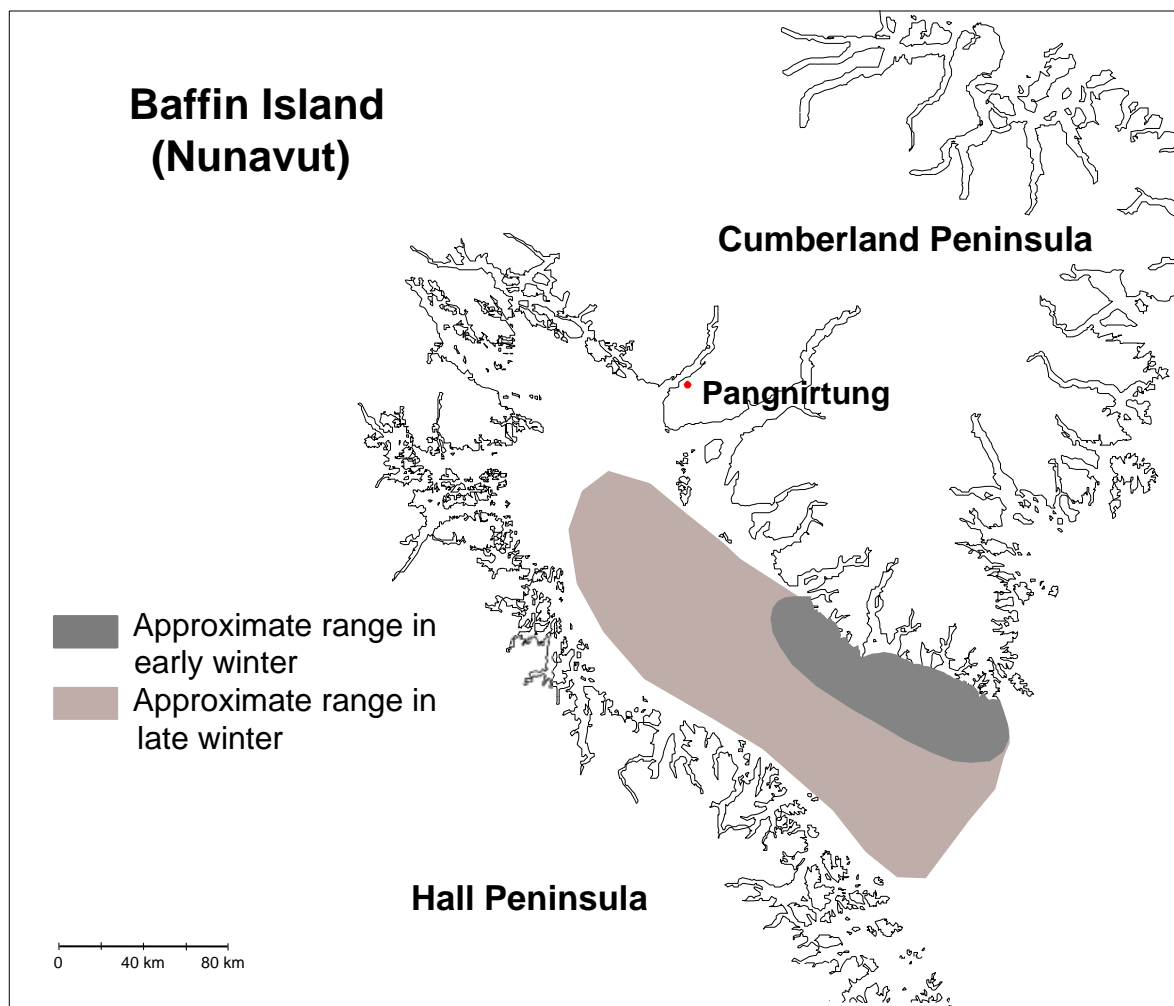 Baffin Island
(Nunavut)
Cumberland Peninsula
Pangnirtung
Approximate range in
early winter
Approximate range in
late winter
Hall Peninsula
0 40 km 80 km